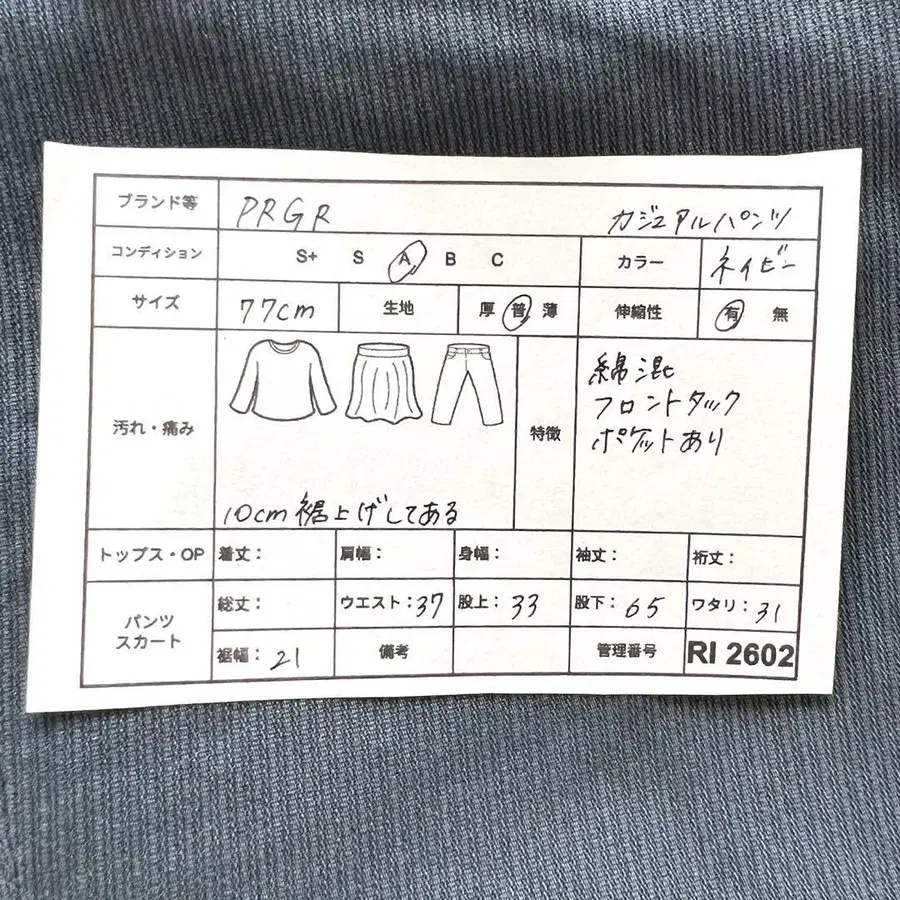 ブランド等 PRGR カジュアルパンツ
コンディション S+ S A B C カラー ネイビー
サイズ 77cm 生地 厚 普 薄 伸縮性 有 無
汚れ・痛み
10cm裾上げしてある
特徴
綿混
フロントタック
ポケットあり
トップス・OP 着丈: 肩幅: 身幅: 袖丈: 裄丈:
パンツ
スカート
総丈: ウエスト:37 股上:33 股下:65 ワタリ:31
裾幅:21 備考 管理番号 RI 2602